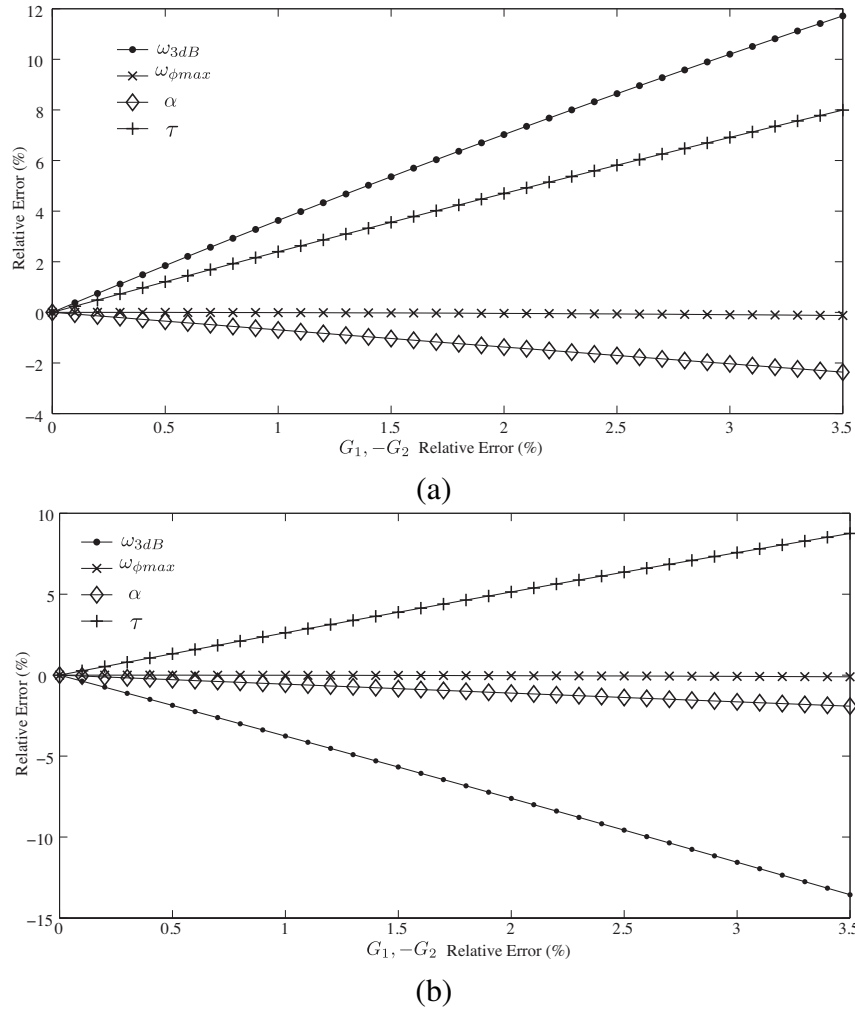 12
10
8
6
4
2
0
−2
−4
Relative Error (%)
ω3dB
ωϕmax
α
τ
0 0.5 1 1.5 2 2.5 3 3.5
G1, −G2 Relative Error (%)
(a)
10
5
0
−5
−10
−15
Relative Error (%)
ω3dB
ωϕmax
α
τ
0 0.5 1 1.5 2 2.5 3 3.5
G1, −G2 Relative Error (%)
(b)